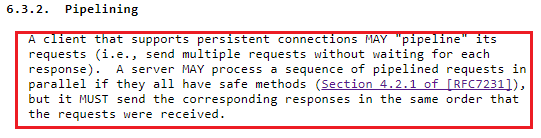 6.3.2.  Pipelining
A client that supports persistent connections MAY "pipeline" its
requests (i.e., send multiple requests without waiting for each
response).  A server MAY process a sequence of pipelined requests in
parallel if they all have safe methods (Section 4.2.1 of [RFC7231]),
but it MUST send the corresponding responses in the same order that
the requests were received.